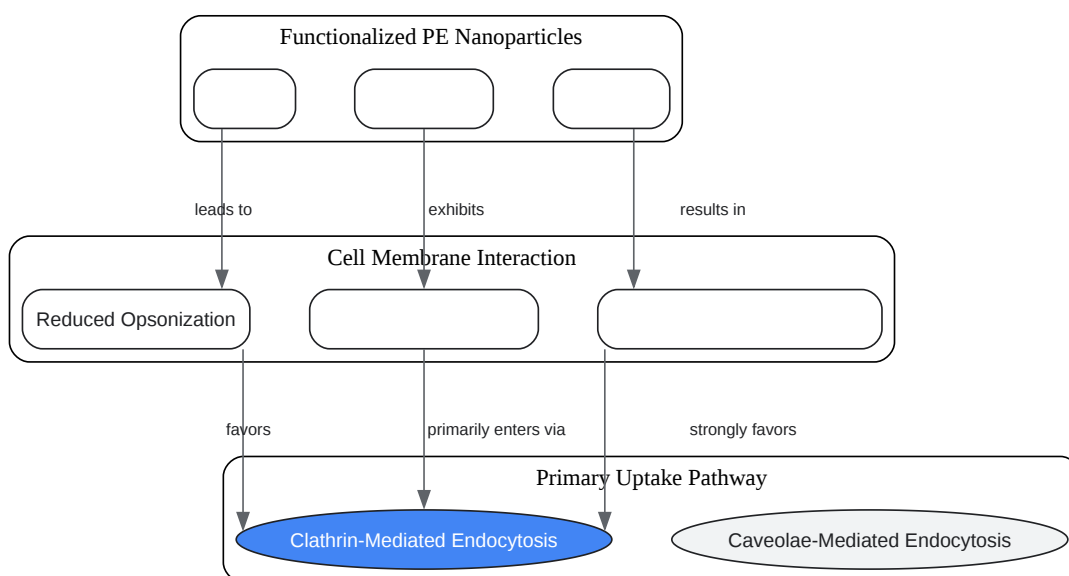 Functionalized PE Nanoparticles
leads to
exhibits
results in
Cell Membrane Interaction
Reduced Opsonization
favors
primarily enters via
strongly favors
Primary Uptake Pathway
Clathrin-Mediated Endocytosis
Caveolae-Mediated Endocytosis